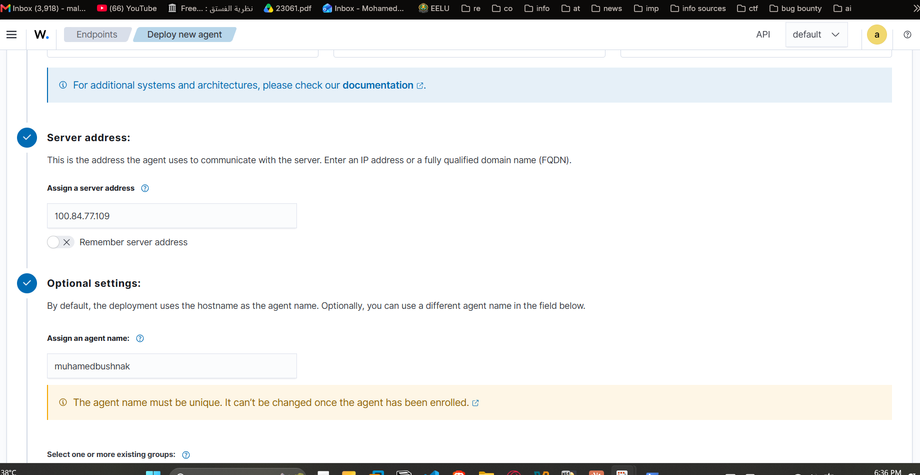 Inbox (3,918) - mal...
(66) YouTube
Free... : نظرية الفستق
23061.pdf
Inbox - Mohamed...
EELU
re
co
info
at
news
imp
info sources
ctf
bug bounty
ai
W.
Endpoints
Deploy new agent
API
default
a
For additional systems and architectures, please check our documentation.
Server address:
This is the address the agent uses to communicate with the server. Enter an IP address or a fully qualified domain name (FQDN).
Assign a server address
100.84.77.109
Remember server address
Optional settings:
By default, the deployment uses the hostname as the agent name. Optionally, you can use a different agent name in the field below.
Assign an agent name:
muhamedbushnak
The agent name must be unique. It can't be changed once the agent has been enrolled.
Select one or more existing groups:
38°C
6:36 PM